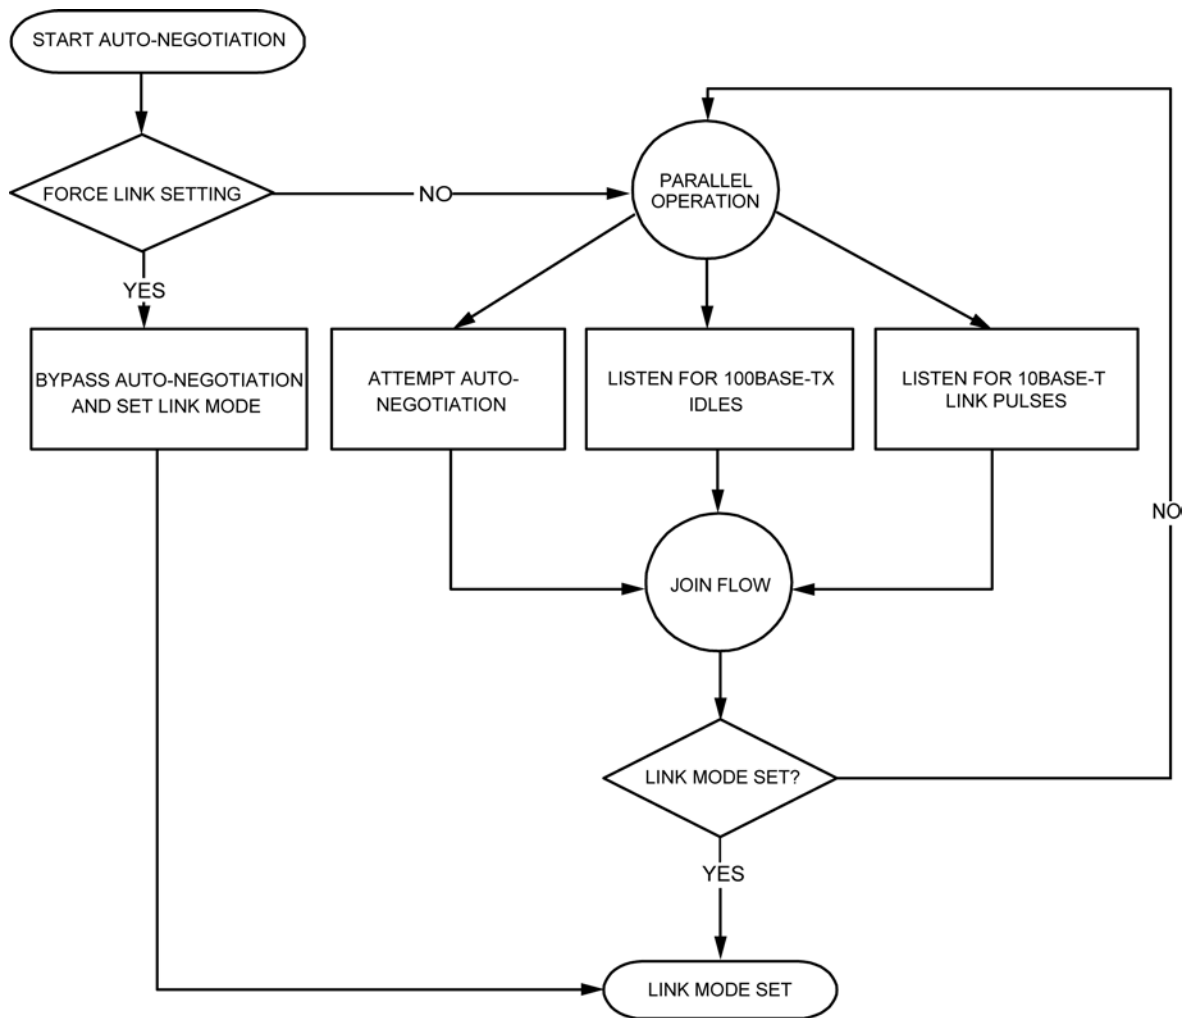 START AUTO-NEGOTIATION
FORCE LINK SETTING
NO
PARALLEL
OPERATION
YES
BYPASS AUTO-NEGOTIATION
AND SET LINK MODE
ATTEMPT AUTO-
NEGOTIATION
LISTEN FOR 100BASE-TX
IDLES
LISTEN FOR 10BASE-T
LINK PULSES
NO
JOIN FLOW
LINK MODE SET?
YES
LINK MODE SET